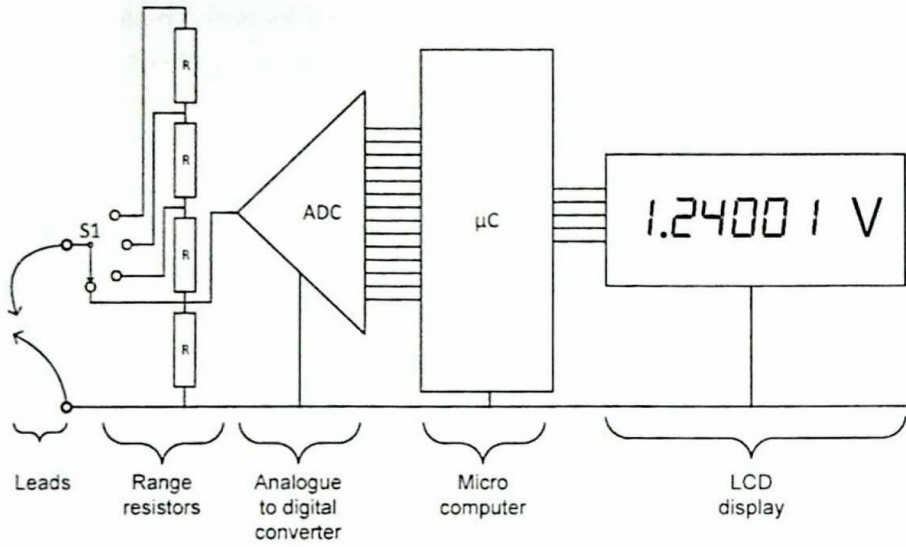 R
R
R
R
S1
ADC
μC
1.24001 V
Leads
Range
resistors
Analogue
to digital
converter
Micro
computer
LCD
display